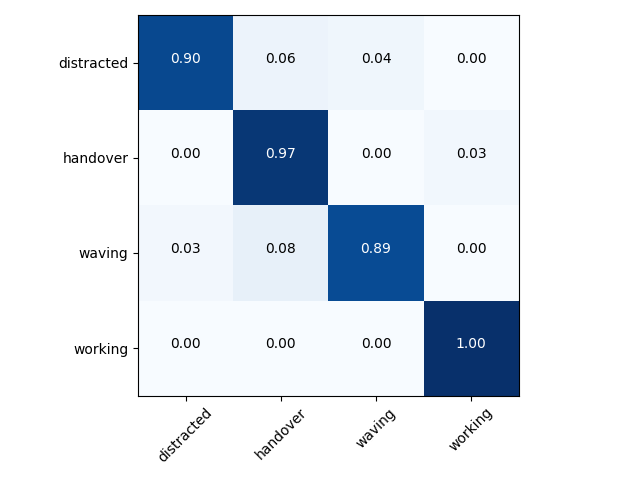 distracted 0.90 0.06 0.04 0.00
handover 0.00 0.97 0.00 0.03
waving 0.03 0.08 0.89 0.00
working 0.00 0.00 0.00 1.00
distracted handover waving working